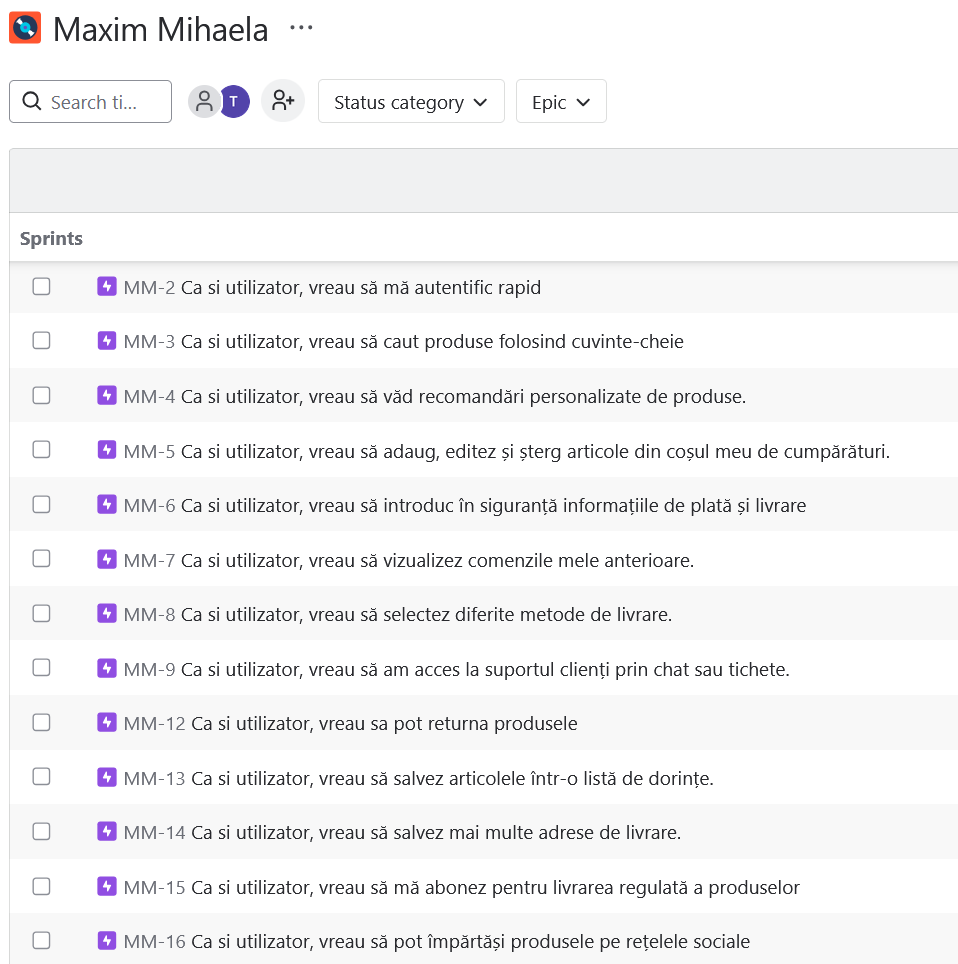 Maxim Mihaela ...
Search ti... T Status category Epic
Sprints
MM-2 Ca si utilizator, vreau să mă autentific rapid
MM-3 Ca si utilizator, vreau să caut produse folosind cuvinte-cheie
MM-4 Ca si utilizator, vreau să văd recomandări personalizate de produse.
MM-5 Ca si utilizator, vreau să adaug, editez și șterg articole din coșul meu de cumpărături.
MM-6 Ca si utilizator, vreau să introduc în siguranță informațiile de plată și livrare
MM-7 Ca si utilizator, vreau să vizualizez comenzile mele anterioare.
MM-8 Ca si utilizator, vreau să selectez diferite metode de livrare.
MM-9 Ca si utilizator, vreau să am acces la suportul clienți prin chat sau tichete.
MM-12 Ca si utilizator, vreau sa pot returna produsele
MM-13 Ca si utilizator, vreau să salvez articolele într-o listă de dorințe.
MM-14 Ca si utilizator, vreau să salvez mai multe adrese de livrare.
MM-15 Ca si utilizator, vreau să mă abonez pentru livrarea regulată a produselor
MM-16 Ca si utilizator, vreau să pot împărtăși produsele pe rețelele sociale